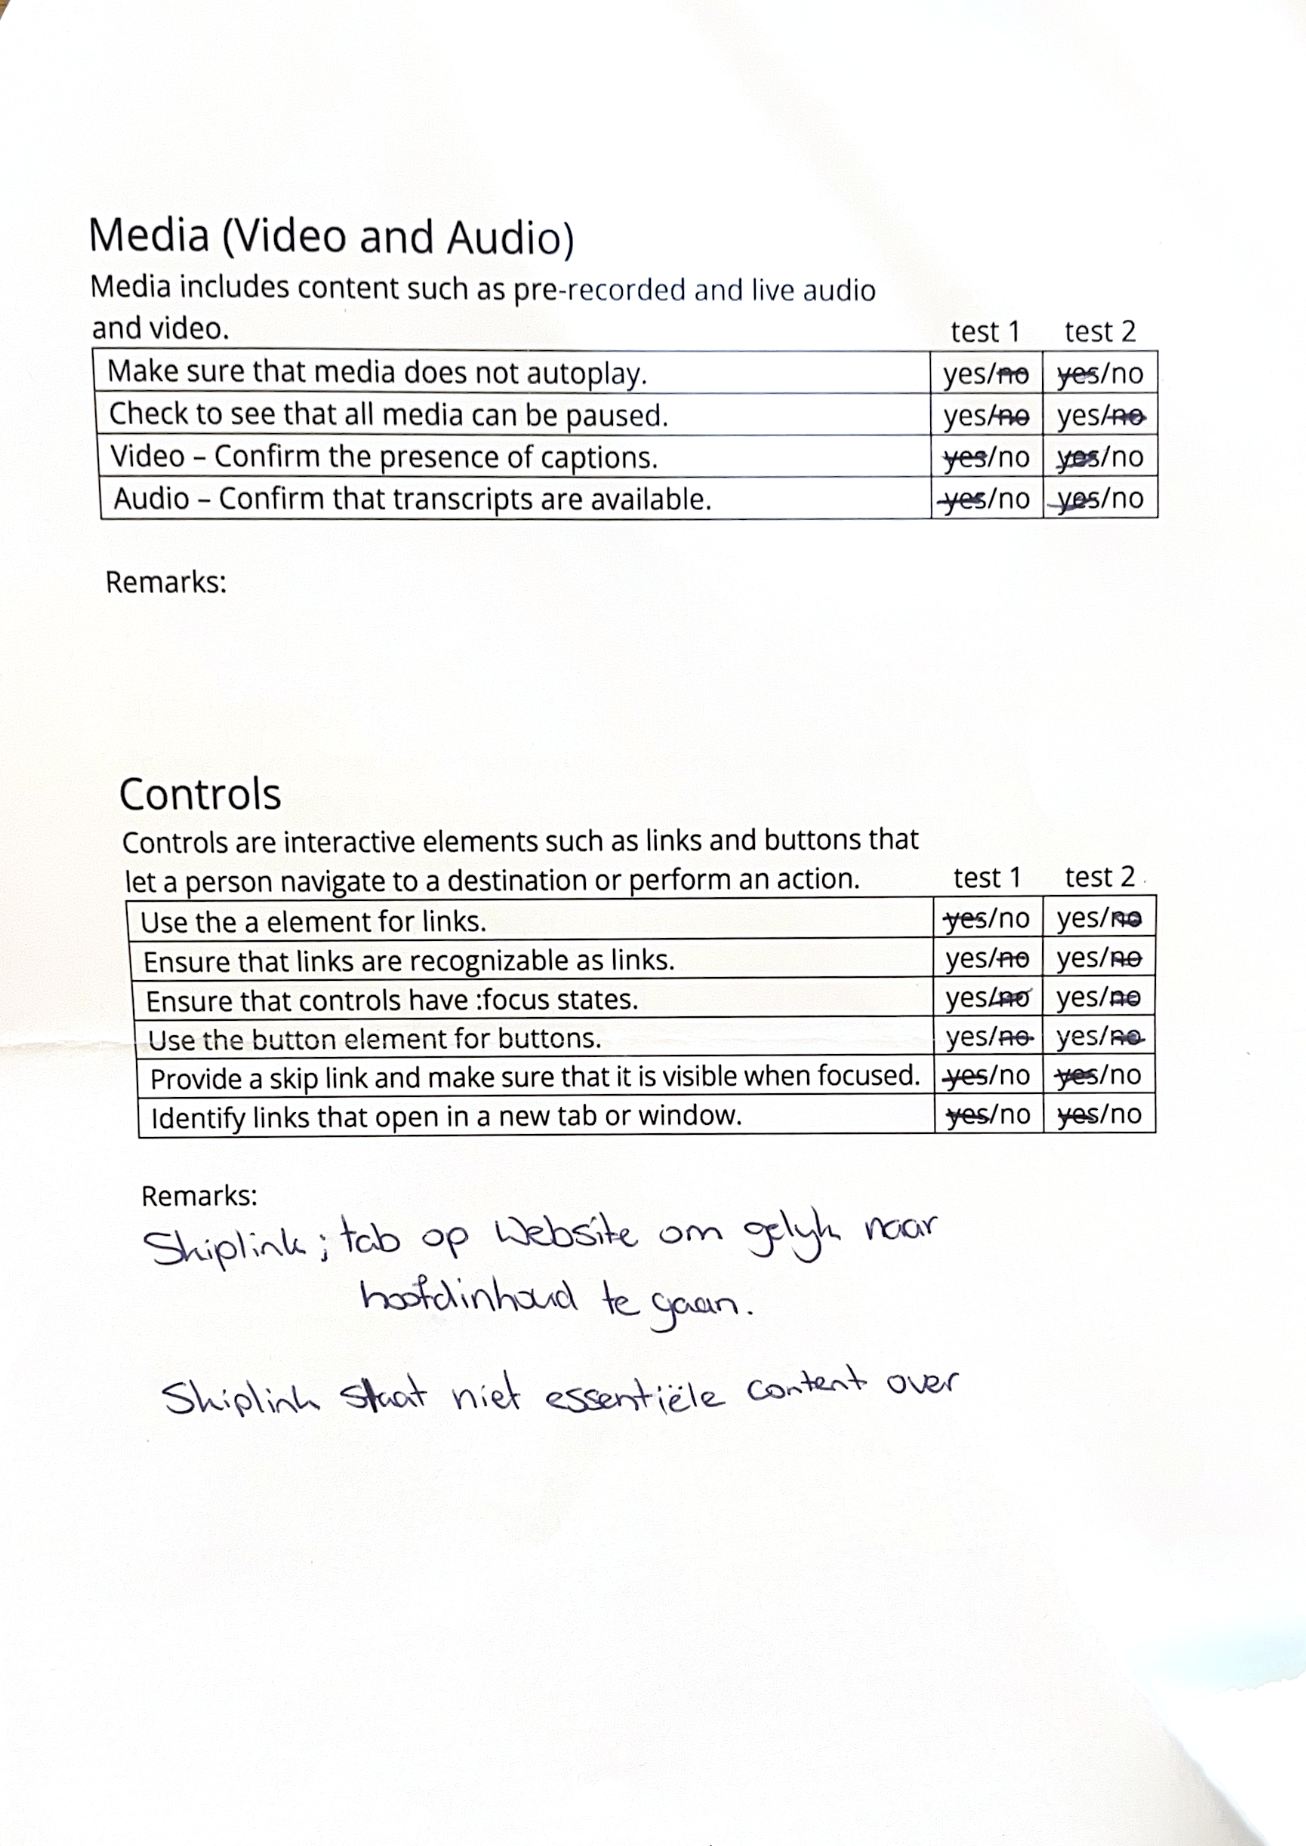 Media (Video and Audio)
Media includes content such as pre-recorded and live audio
and video. test 1 test 2
Make sure that media does not autoplay. yes/no yes/no
Check to see that all media can be paused. yes/no yes/no
Video – Confirm the presence of captions. yes/no yes/no
Audio – Confirm that transcripts are available. yes/no yes/no
Remarks:
Controls
Controls are interactive elements such as links and buttons that
let a person navigate to a destination or perform an action. test 1 test 2
Use the a element for links. yes/no yes/no
Ensure that links are recognizable as links. yes/no yes/no
Ensure that controls have :focus states. yes/no yes/no
Use the button element for buttons. yes/no yes/no
Provide a skip link and make sure that it is visible when focused. yes/no yes/no
Identify links that open in a new tab or window. yes/no yes/no
Remarks:
Skiplink ; tab op Website om gelyk naar
hoofdinhoud te gaan.
Skiplink slaat niet essentiële content over